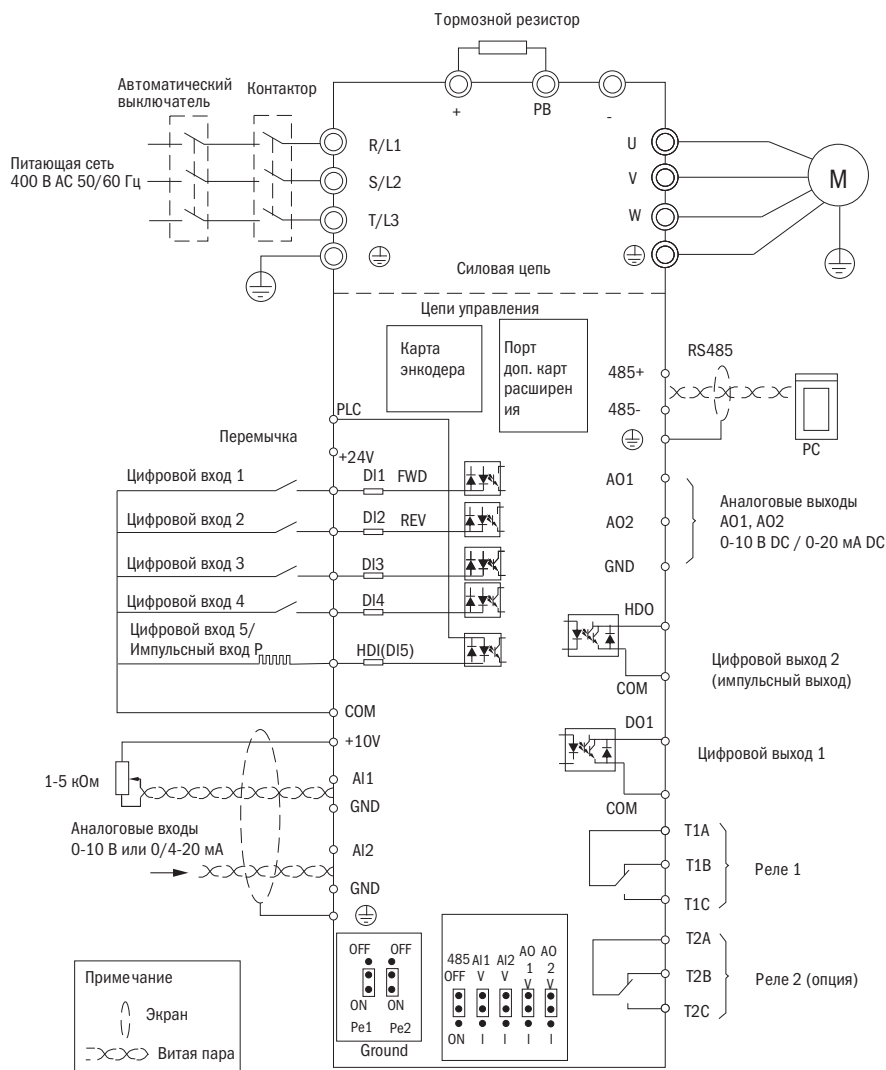 Тормозной резистор
Автоматический
выключатель
Контактор
+
PB
-
Питающая сеть
400 В AC 50/60 Гц
R/L1
S/L2
T/L3
U
V
W
M
Силовая цепь
Цепи управления
Карта
энкодера
Порт
доп. карт
расширен
ия
RS485
485+
485-
PC
PLC
Перемычка
+24V
Цифровой вход 1
DI1
FWD
Цифровой вход 2
DI2
REV
Цифровой вход 3
DI3
Цифровой вход 4
DI4
Цифровой вход 5/
Импульсный вход P
HDI(DI5)
COM
+10V
1-5 кОм
AI1
GND
Аналоговые входы
0-10 В или 0/4-20 мА
AI2
GND
AO1
AO2
GND
Аналоговые выходы
AO1, AO2
0-10 В DC / 0-20 мА DC
HDO
COM
Цифровой выход 2
(импульсный выход)
DO1
COM
Цифровой выход 1
T1A
T1B
T1C
Реле 1
T2A
T2B
T2C
Реле 2 (опция)
OFF OFF
ON ON
Pe1 Pe2
Ground
485 AI1 AI2 AO AO
1 2
OFF V V V V
ON I I I I
Примечание
Экран
Витая пара